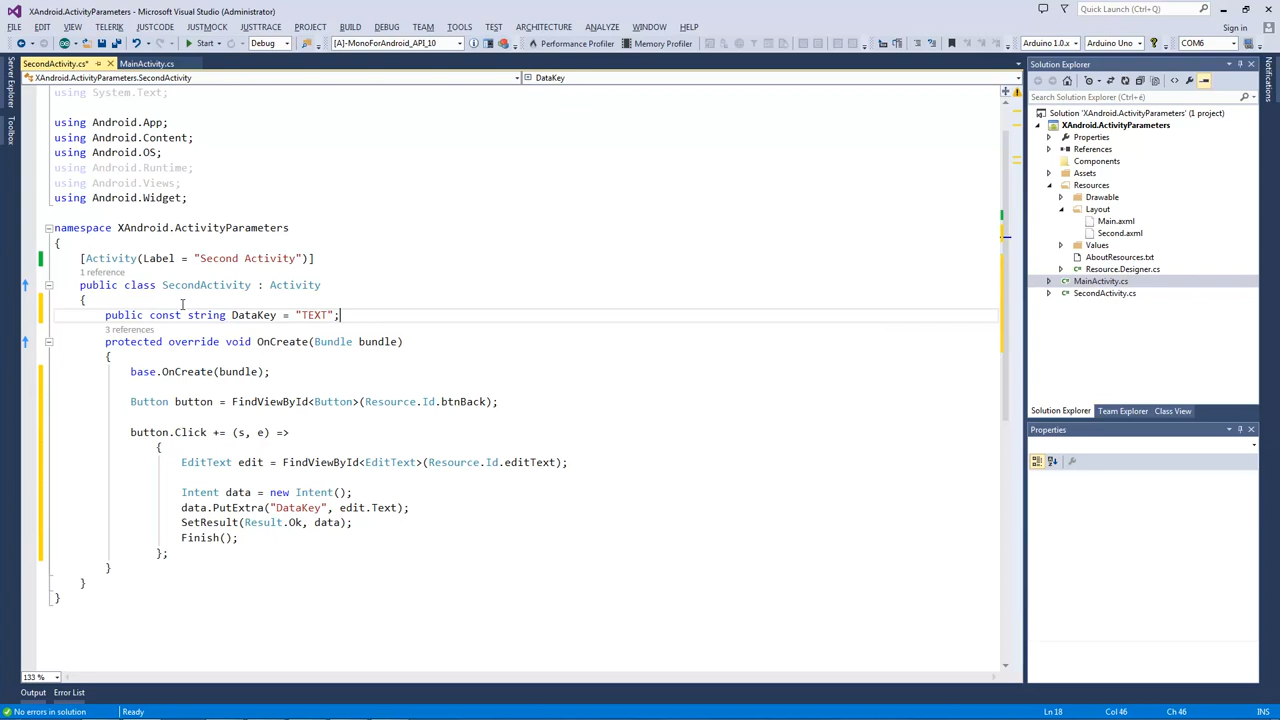 XAndroid.ActivityParameters - Microsoft Visual Studio (Administrator)
Quick Launch (Ctrl+Q)
FILE EDIT VIEW TELERIK JUSTCODE JUSTMOCK JUSTTRACE PROJECT BUILD DEBUG TEAM TOOLS TEST ARCHITECTURE ANALYZE WINDOW HELP
Sign in
Start Debug [A]-MonoForAndroid_API_10 Performance Profiler Memory Profiler Arduino 1.0.x Arduino Uno COM6
Server Explorer
Toolbox
SecondActivity.cs* MainActivity.cs
XAndroid.ActivityParameters.SecondActivity DataKey
using System.Text;
using Android.App;
using Android.Content;
using Android.OS;
using Android.Runtime;
using Android.Views;
using Android.Widget;
namespace XAndroid.ActivityParameters
{
[Activity(Label = "Second Activity")]
1 reference
public class SecondActivity : Activity
{
public const string DataKey = "TEXT";
3 references
protected override void OnCreate(Bundle bundle)
{
base.OnCreate(bundle);
Button button = FindViewById<Button>(Resource.Id.btnBack);
button.Click += (s, e) =>
{
EditText edit = FindViewById<EditText>(Resource.Id.editText);
Intent data = new Intent();
data.PutExtra("DataKey", edit.Text);
SetResult(Result.Ok, data);
Finish();
};
}
}
}
133 %
Output Error List
No errors in solution Ready Ln 18 Col 46 Ch 46 INS
Solution Explorer
Search Solution Explorer (Ctrl+é)
Solution 'XAndroid.ActivityParameters' (1 project)
XAndroid.ActivityParameters
Properties
References
Components
Assets
Resources
Drawable
Layout
Main.axml
Second.axml
Values
AboutResources.txt
Resource.Designer.cs
MainActivity.cs
SecondActivity.cs
Solution Explorer Team Explorer Class View
Properties
Notifications